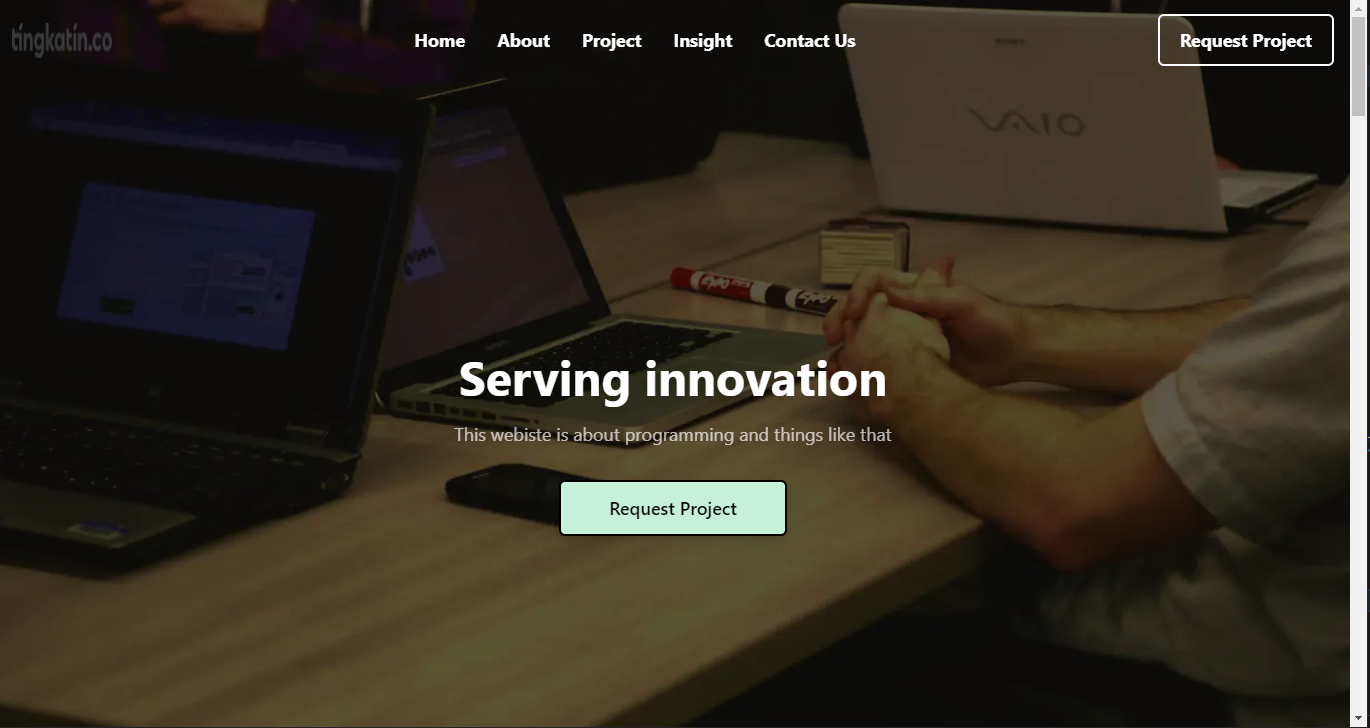 tingkatin.co
Home
About
Project
Insight
Contact Us
Request Project
SONY
VAIO
Serving innovation
This webiste is about programming and things like that
Request Project